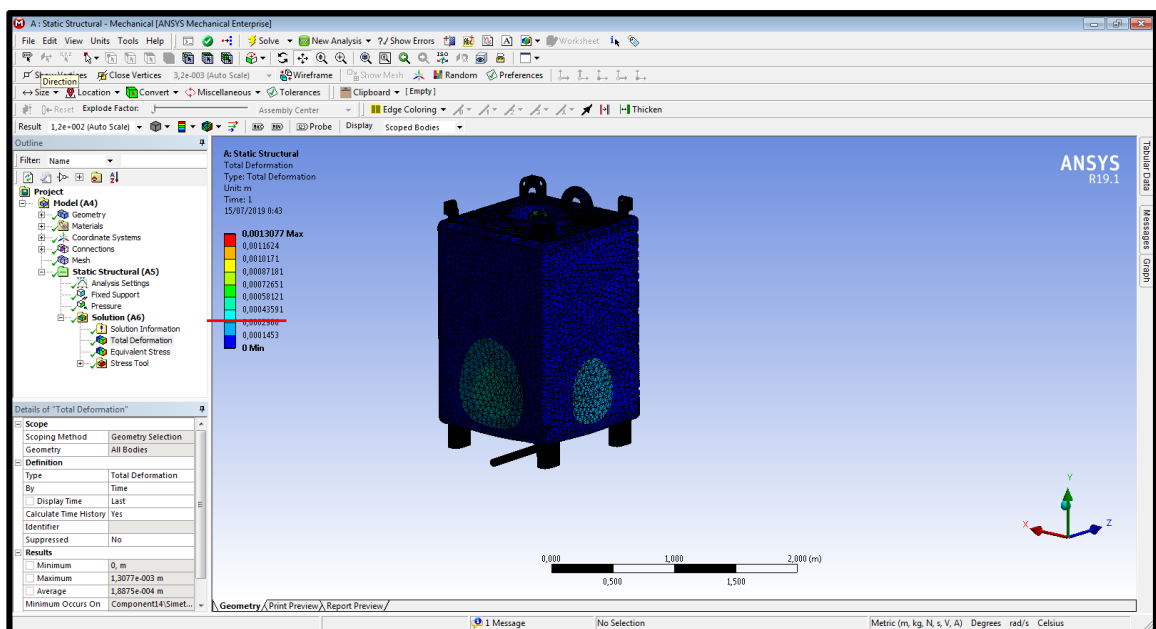 A : Static Structural - Mechanical [ANSYS Mechanical Enterprise]
File Edit View Units Tools Help Solve New Analysis ?/ Show Errors A Worksheet
Vertices Close Vertices 3,2e-003 (Auto Scale) Wireframe Show Mesh Random Preferences
Direction
Size Location Convert Miscellaneous Tolerances Clipboard [Empty]
Reset Explode Factor: Assembly Center Edge Coloring Thicken
Result 1,2e+002 (Auto Scale) Probe Display Scoped Bodies
Outline
Filter: Name
Project
Model (A4)
Geometry
Materials
Coordinate Systems
Connections
Mesh
Static Structural (A5)
Analysis Settings
Fixed Support
Pressure
Solution (A6)
Solution Information
Total Deformation
Equivalent Stress
Stress Tool
Details of "Total Deformation"
Scope
Scoping Method Geometry Selection
Geometry All Bodies
Definition
Type Total Deformation
By Time
Display Time Last
Calculate Time History Yes
Identifier
Suppressed No
Results
Minimum 0, m
Maximum 1,3077e-003 m
Average 1,8875e-004 m
Minimum Occurs On Component14\Simet...
A: Static Structural
Total Deformation
Type: Total Deformation
Unit: m
Time: 1
15/07/2019 0:43
0,0013077 Max
0,0011624
0,0010171
0,00087181
0,00072651
0,00058121
0,00043591
0,0001453
0 Min
ANSYS
R19.1
Y
X
Z
0,000 1,000 2,000 (m)
0,500 1,500
Geometry Print Preview Report Preview
Tabular Data
Messages
Graph
1 Message No Selection Metric (m, kg, N, s, V, A) Degrees rad/s Celsius